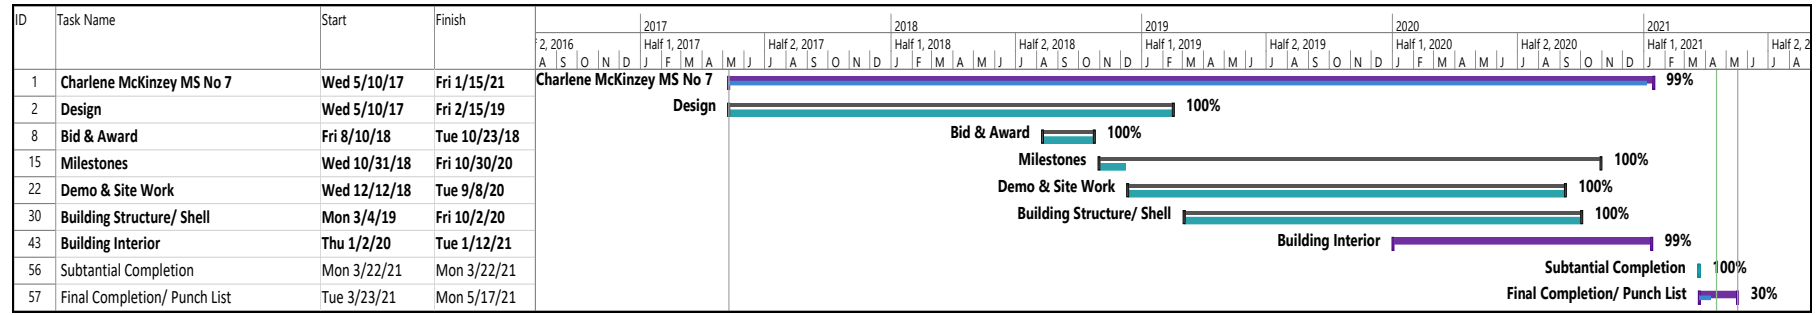 ID Task Name Start Finish
2017 2018 2019 2020 2021
2, 2016 Half 1, 2017 Half 2, 2017 Half 1, 2018 Half 2, 2018 Half 1, 2019 Half 2, 2019 Half 1, 2020 Half 2, 2020 Half 1, 2021 Half 2, 2
A S O N D J F M A M J J A S O N D J F M A M J J A S O N D J F M A M J J A S O N D J F M A M J J A S O N D J F M A M J J A
1 Charlene McKinzey MS No 7 Wed 5/10/17 Fri 1/15/21 Charlene McKinzey MS No 7 99%
2 Design Wed 5/10/17 Fri 2/15/19 Design 100%
8 Bid & Award Fri 8/10/18 Tue 10/23/18 Bid & Award 100%
15 Milestones Wed 10/31/18 Fri 10/30/20 Milestones 100%
22 Demo & Site Work Wed 12/12/18 Tue 9/8/20 Demo & Site Work 100%
30 Building Structure/ Shell Mon 3/4/19 Fri 10/2/20 Building Structure/ Shell 100%
43 Building Interior Thu 1/2/20 Tue 1/12/21 Building Interior 99%
56 Subtantial Completion Mon 3/22/21 Mon 3/22/21 Subtantial Completion 100%
57 Final Completion/ Punch List Tue 3/23/21 Mon 5/17/21 Final Completion/ Punch List 30%